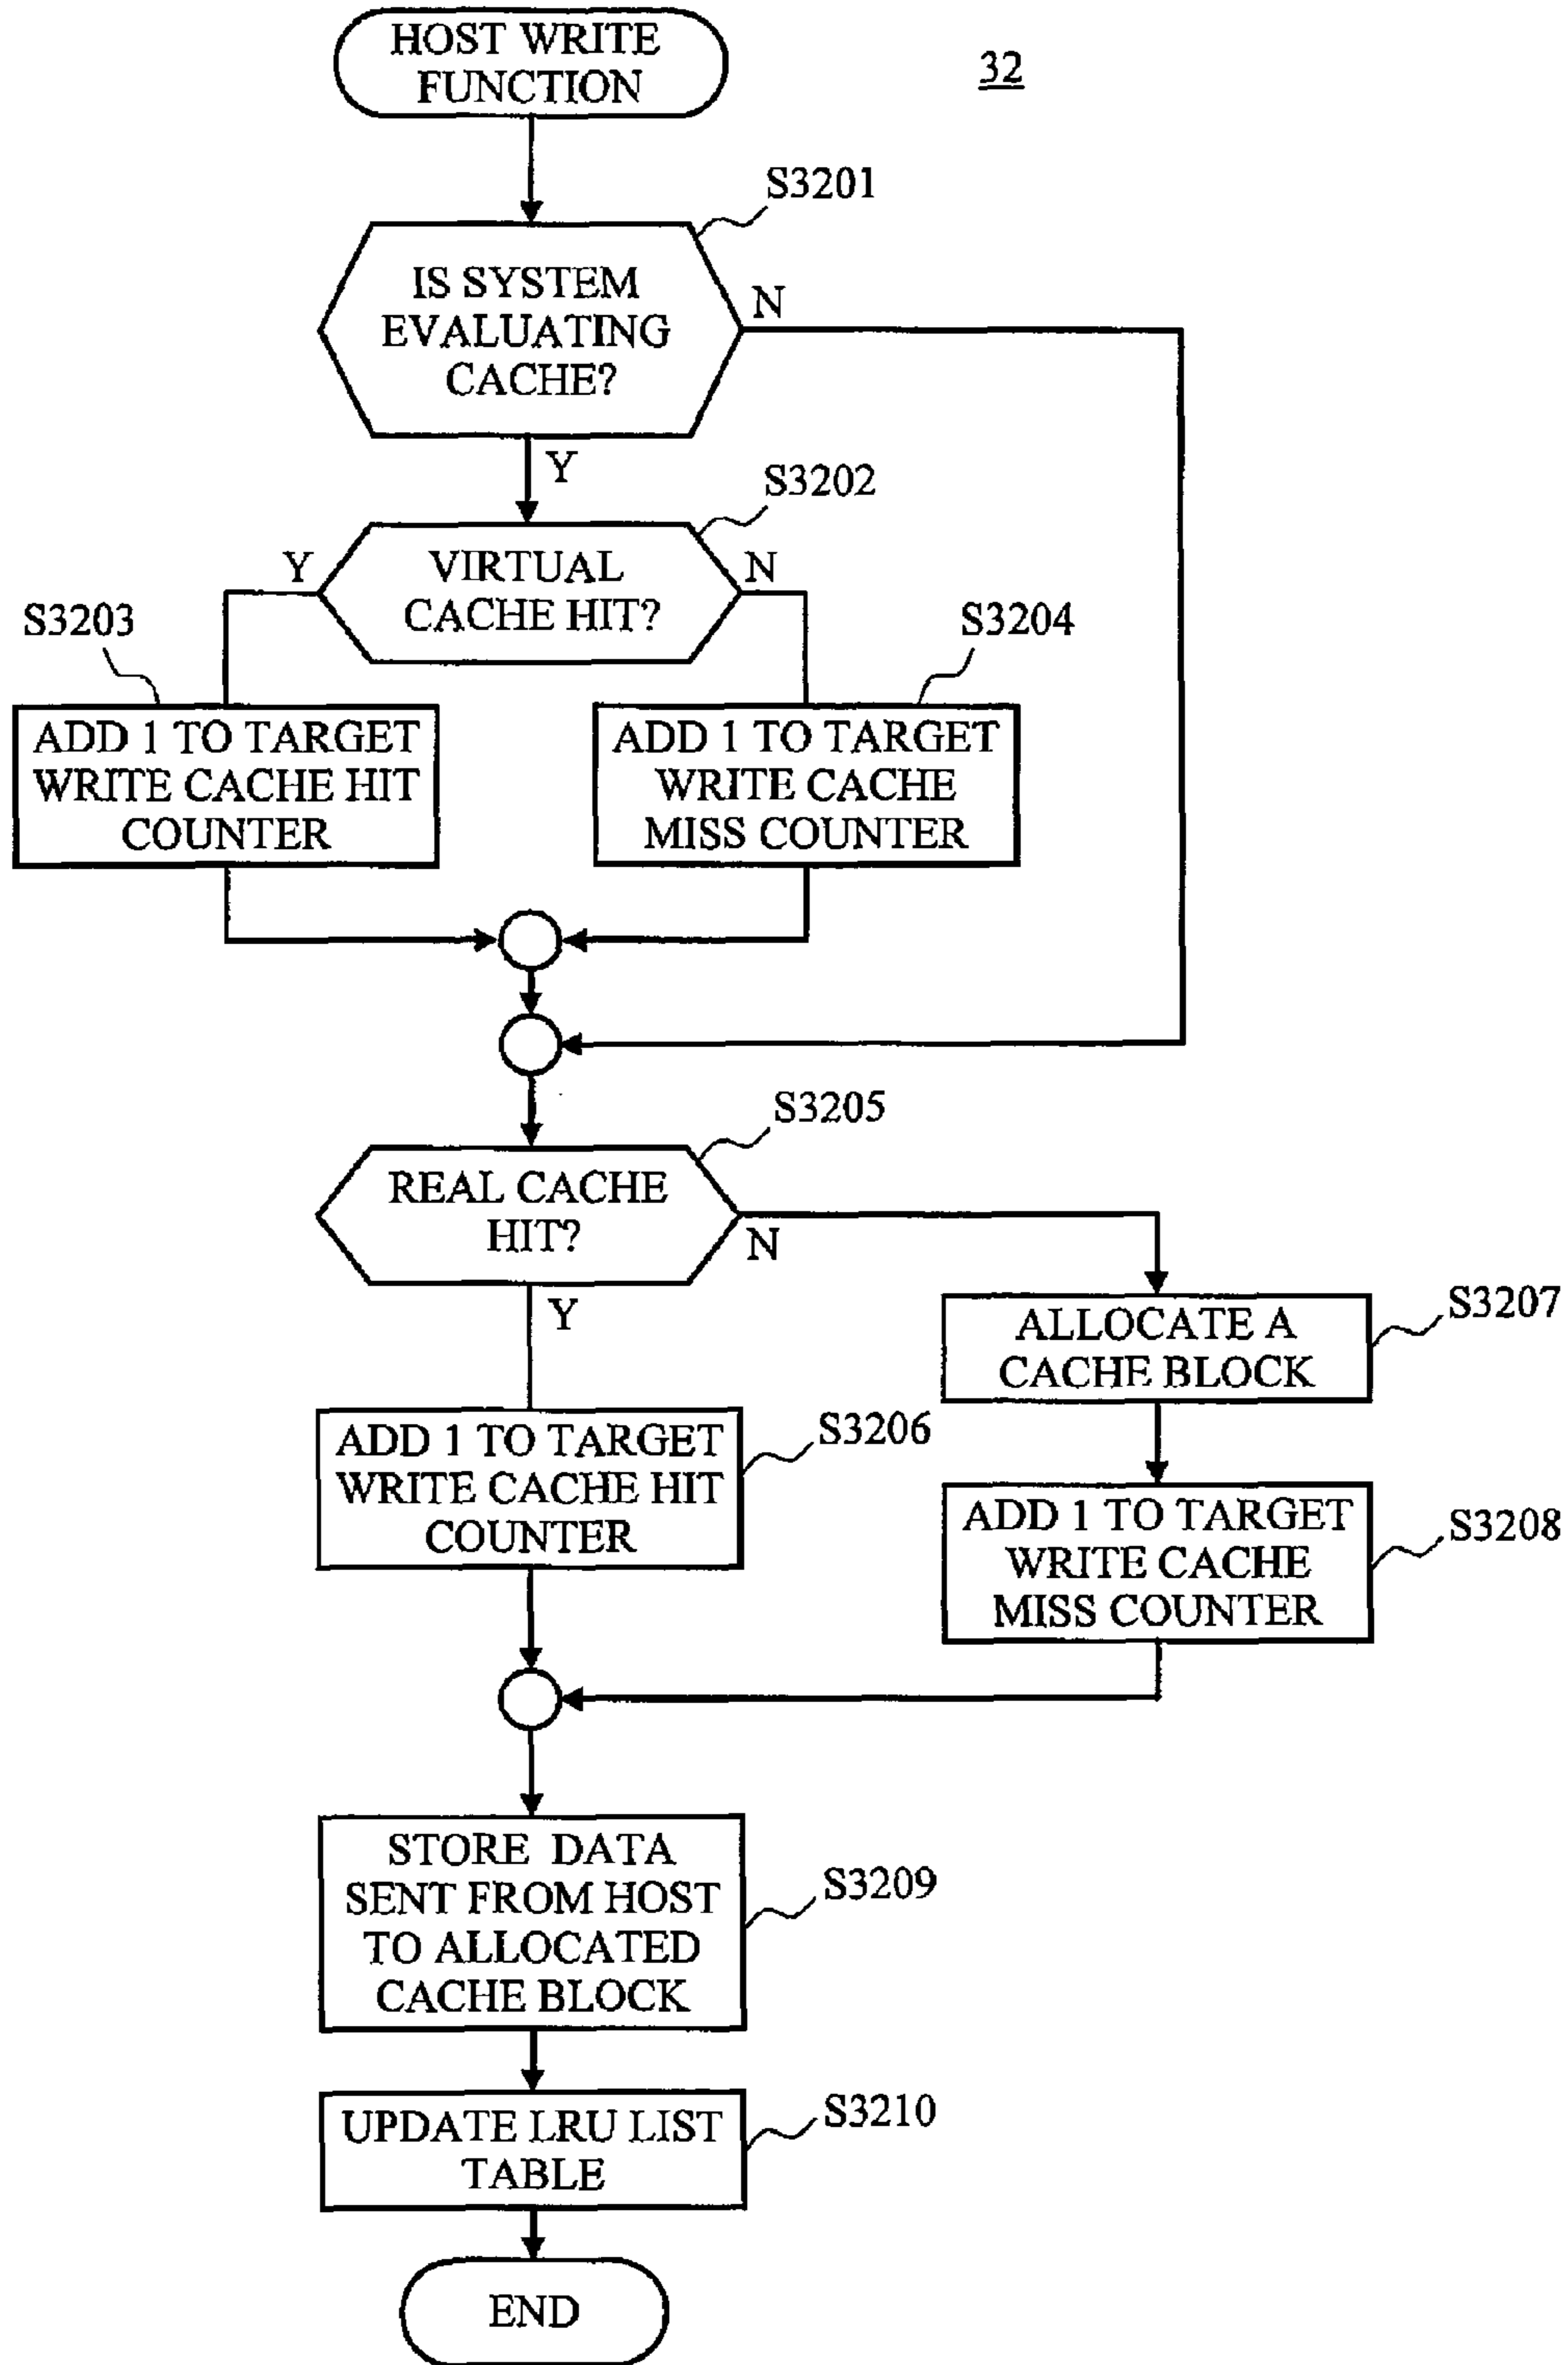 HOST WRITE
FUNCTION
32
S3201
IS SYSTEM
EVALUATING
CACHE?
N
Y
S3202
Y
VIRTUAL
CACHE HIT?
N
S3203
S3204
ADD 1 TO TARGET
WRITE CACHE HIT
COUNTER
ADD 1 TO TARGET
WRITE CACHE
MISS COUNTER
S3205
REAL CACHE
HIT?
N
Y
S3207
ALLOCATE A
CACHE BLOCK
S3206
ADD 1 TO TARGET
WRITE CACHE HIT
COUNTER
S3208
ADD 1 TO TARGET
WRITE CACHE
MISS COUNTER
STORE DATA
SENT FROM HOST
TO ALLOCATED
CACHE BLOCK
S3209
UPDATE LRU LIST
TABLE
S3210
END